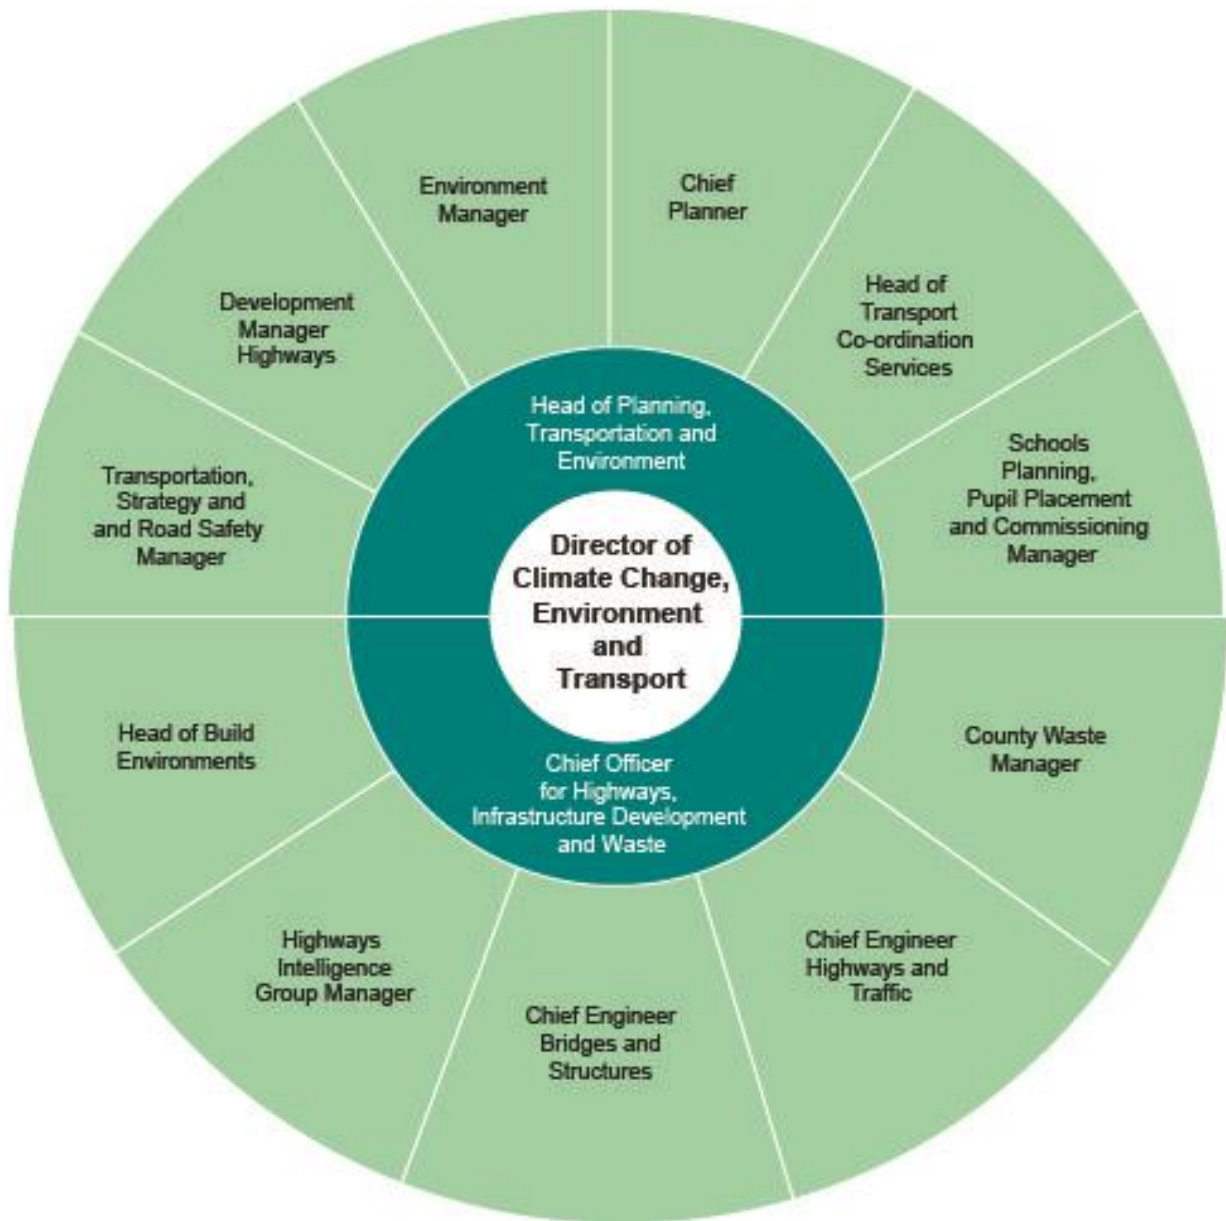 Environment
Manager
Chief
Planner
Development
Manager
Highways
Head of
Transport
Co-ordination
Services
Transportation,
Strategy and
and Road Safety
Manager
Schools
Planning,
Pupil Placement
and Commissioning
Manager
Head of Planning,
Transportation and
Environment
Director of
Climate Change,
Environment
and
Transport
Chief Officer
for Highways,
Infrastructure Development
and Waste
Head of Build
Environments
County Waste
Manager
Highways
Intelligence
Group Manager
Chief Engineer
Bridges and
Structures
Chief Engineer
Highways and
Traffic